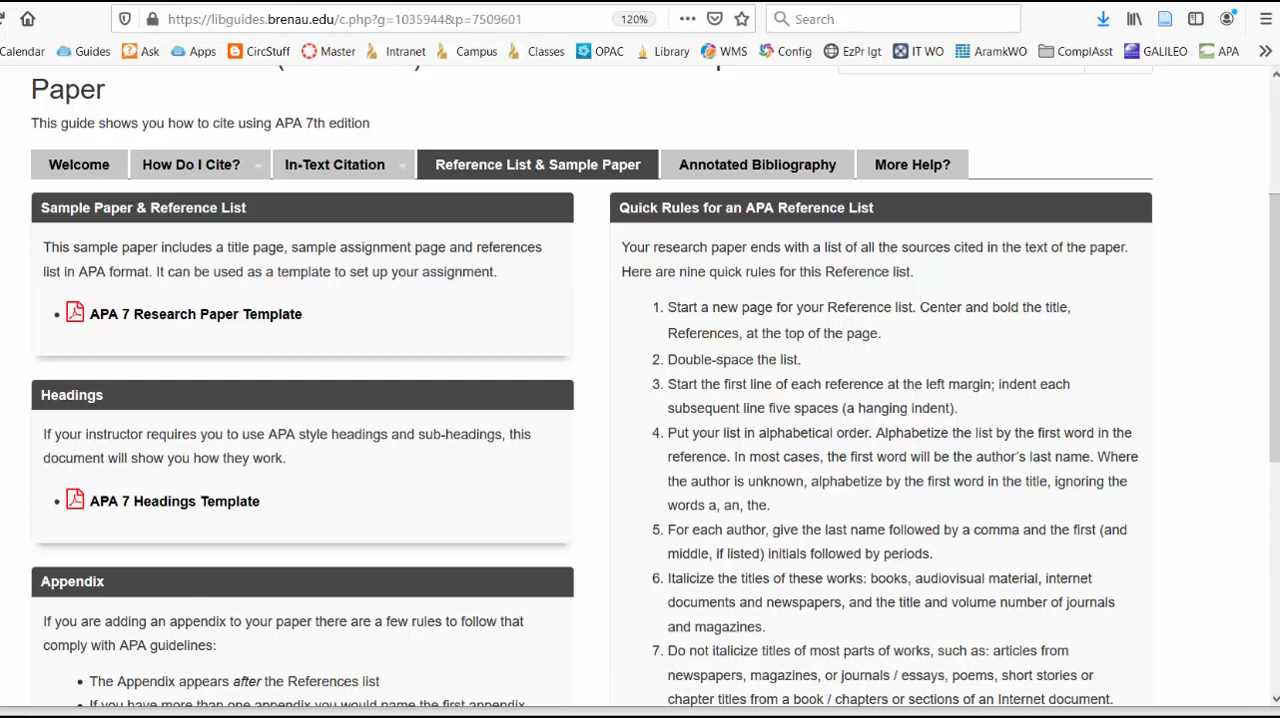 https://libguides.brenau.edu/c.php?g=1035944&p=7509601
120%
Search
Calendar Guides Ask Apps CircStuff Master Intranet Campus Classes OPAC Library WMS Config EzPr lgt IT WO AramkWO ComplAsst GALILEO APA
Paper
This guide shows you how to cite using APA 7th edition
Welcome How Do I Cite? In-Text Citation Reference List & Sample Paper Annotated Bibliography More Help?
Sample Paper & Reference List
This sample paper includes a title page, sample assignment page and references
list in APA format. It can be used as a template to set up your assignment.
• APA 7 Research Paper Template
Headings
If your instructor requires you to use APA style headings and sub-headings, this
document will show you how they work.
• APA 7 Headings Template
Appendix
If you are adding an appendix to your paper there are a few rules to follow that
comply with APA guidelines:
• The Appendix appears after the References list
• If you have more than one appendix you would name the first appendix
Quick Rules for an APA Reference List
Your research paper ends with a list of all the sources cited in the text of the paper.
Here are nine quick rules for this Reference list.
1. Start a new page for your Reference list. Center and bold the title,
References, at the top of the page.
2. Double-space the list.
3. Start the first line of each reference at the left margin; indent each
subsequent line five spaces (a hanging indent).
4. Put your list in alphabetical order. Alphabetize the list by the first word in the
reference. In most cases, the first word will be the author's last name. Where
the author is unknown, alphabetize by the first word in the title, ignoring the
words a, an, the.
5. For each author, give the last name followed by a comma and the first (and
middle, if listed) initials followed by periods.
6. Italicize the titles of these works: books, audiovisual material, internet
documents and newspapers, and the title and volume number of journals
and magazines.
7. Do not italicize titles of most parts of works, such as: articles from
newspapers, magazines, or journals / essays, poems, short stories or
chapter titles from a book / chapters or sections of an Internet document.